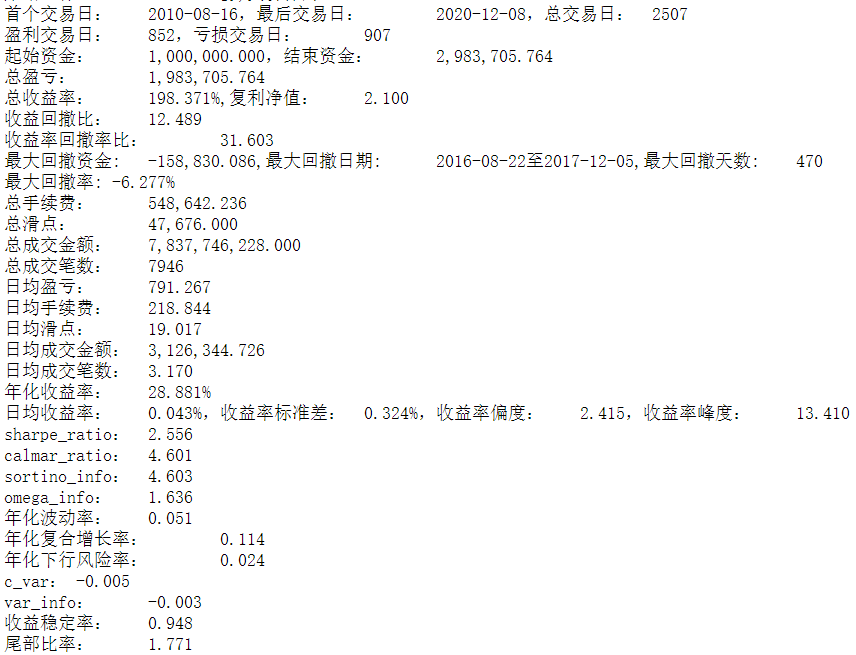 首个交易日: 2010-08-16, 最后交易日: 2020-12-08, 总交易日: 2507
盈利交易日: 852, 亏损交易日: 907
起始资金: 1,000,000.000, 结束资金: 2,983,705.764
总盈亏: 1,983,705.764
总收益率: 198.371%,复利净值: 2.100
收益回撤比: 12.489
收益率回撤率比: 31.603
最大回撤资金: -158,830.086,最大回撤日期: 2016-08-22至2017-12-05,最大回撤天数: 470
最大回撤率: -6.277%
总手续费: 548,642.236
总滑点: 47,676.000
总成交金额: 7,837,746,228.000
总成交笔数: 7946
日均盈亏: 791.267
日均手续费: 218.844
日均滑点: 19.017
日均成交金额: 3,126,344.726
日均成交笔数: 3.170
年化收益率: 28.881%
日均收益率: 0.043%, 收益率标准差: 0.324%, 收益率偏度: 2.415, 收益率峰度: 13.410
sharpe_ratio: 2.556
calmar_ratio: 4.601
sortino_info: 4.603
omega_info: 1.636
年化波动率: 0.051
年化复合增长率: 0.114
年化下行风险率: 0.024
c_var: -0.005
var_info: -0.003
收益稳定率: 0.948
尾部比率: 1.771